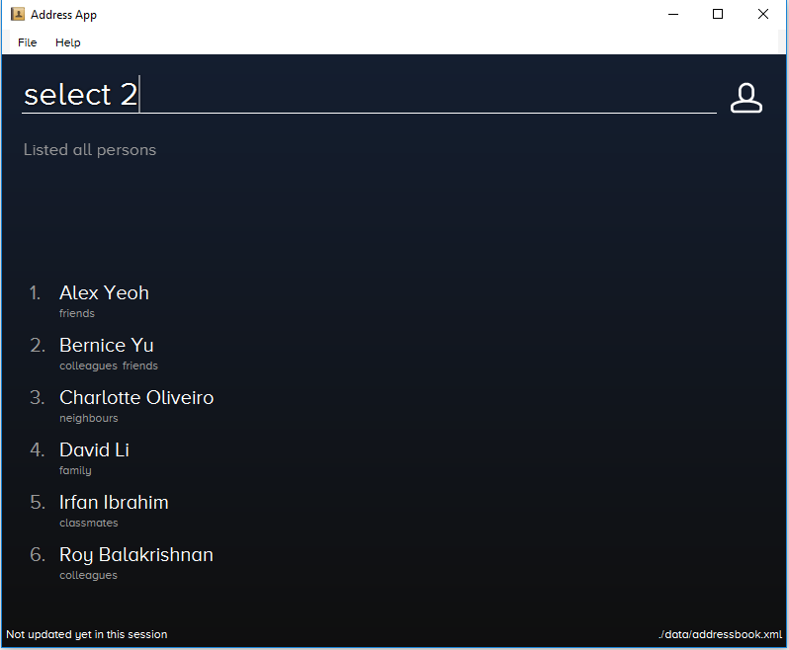 Address App
File Help
select 2
Listed all persons
1. Alex Yeoh
friends
2. Bernice Yu
colleagues friends
3. Charlotte Oliveiro
neighbours
4. David Li
family
5. Irfan Ibrahim
classmates
6. Roy Balakrishnan
colleagues
Not updated yet in this session ./data/addressbook.xml